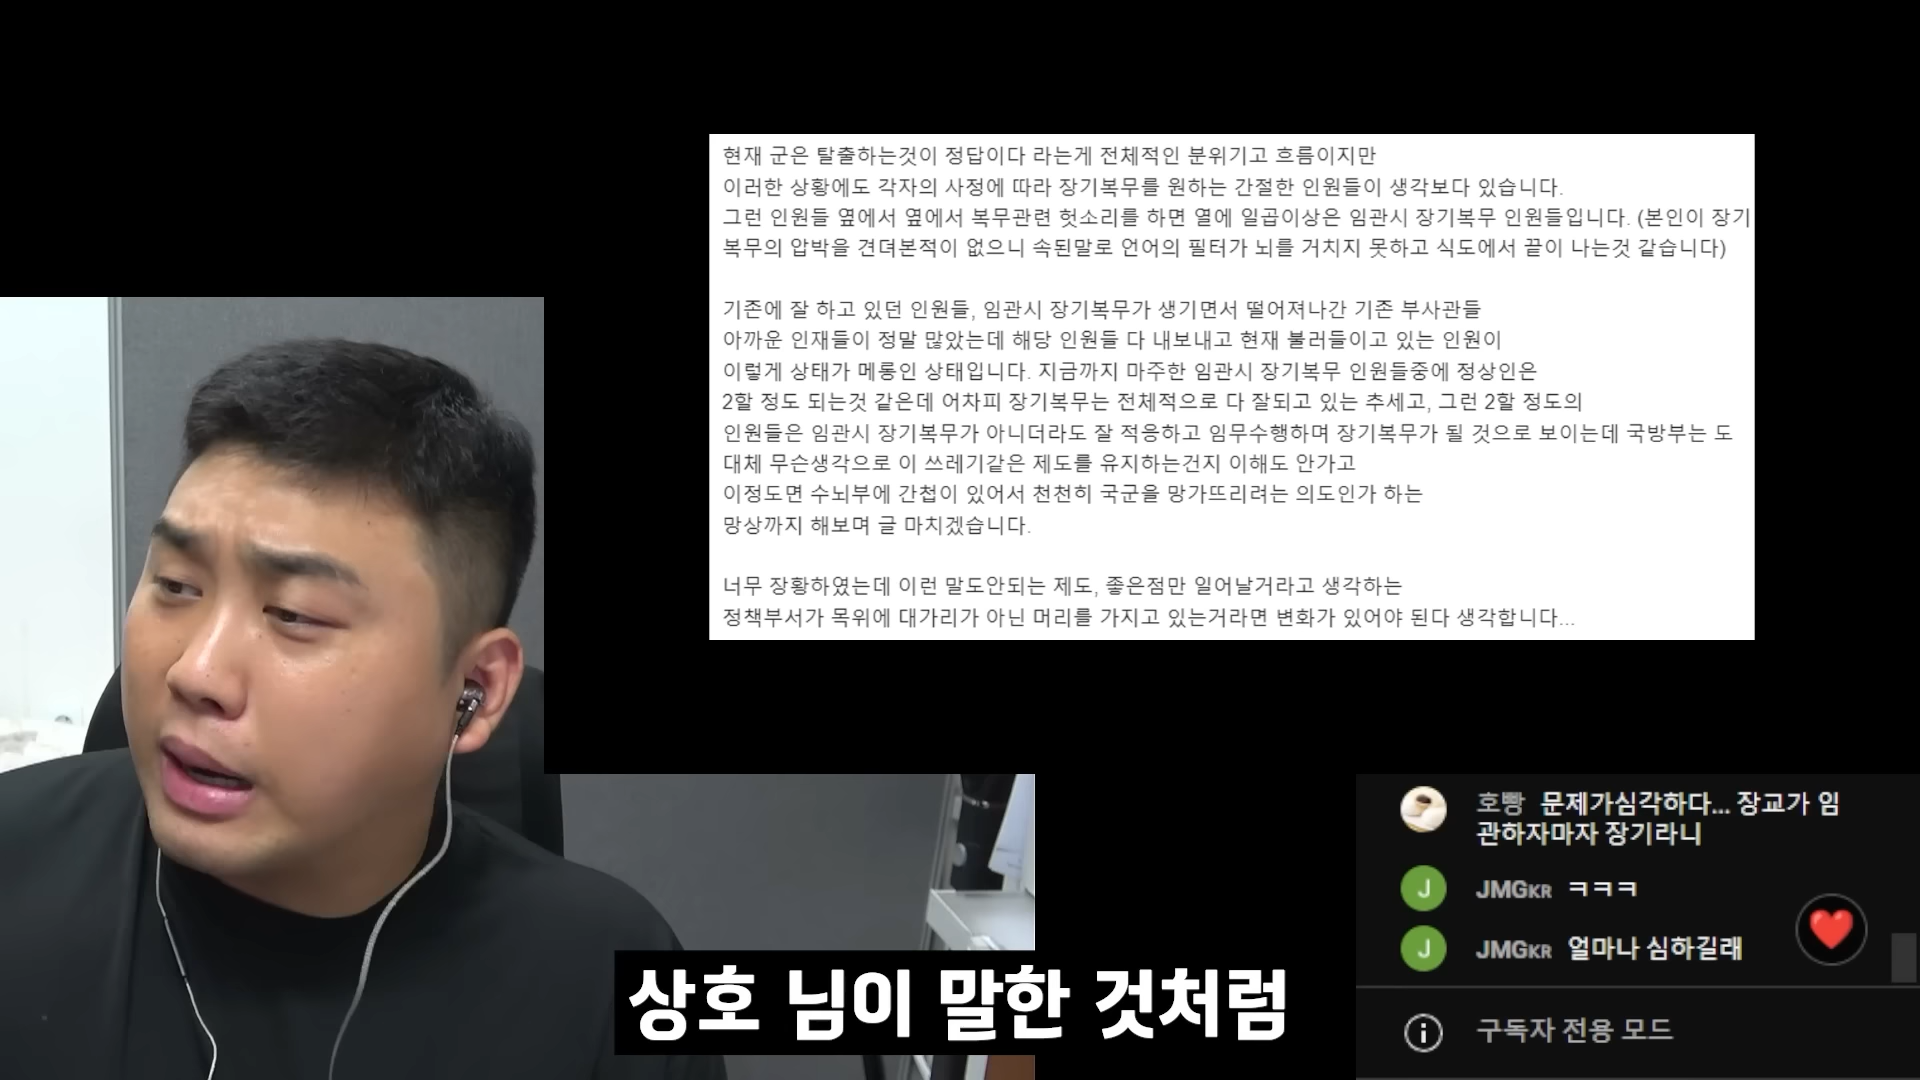 현재 군은 탈출하는것이 정답이다 라는게 전체적인 분위기고 흐름이지만
이러한 상황에도 각자의 사정에 따라 장기복무를 원하는 간절한 인원들이 생각보다 있습니다.
그런 인원들 옆에서 옆에서 복무관련 헛소리를 하면 열에 일곱이상은 임관시 장기복무 인원들입니다. (본인이 장기
복무의 압박을 견뎌본적이 없으니 속된말로 언어의 필터가 뇌를 거치지 못하고 식도에서 끝이 나는것 같습니다)
기존에 잘 하고 있던 인원들, 임관시 장기복무가 생기면서 떨어져나간 기존 부사관들
아까운 인재들이 정말 많았는데 해당 인원들 다 내보내고 현재 불러들이고 있는 인원이
이렇게 상태가 메롱인 상태입니다. 지금까지 마주한 임관시 장기복무 인원들중에 정상인은
2할 정도 되는것 같은데 어차피 장기복무는 전체적으로 다 잘되고 있는 추세고, 그런 2할 정도의
인원들은 임관시 장기복무가 아니더라도 잘 적응하고 임무수행하며 장기복무가 될 것으로 보이는데 국방부는 도
대체 무슨생각으로 이 쓰레기같은 제도를 유지하는건지 이해도 안가고
이정도면 수뇌부에 간첩이 있어서 천천히 국군을 망가뜨리려는 의도인가 하는
망상까지 해보며 글 마치겠습니다.
너무 장황하였는데 이런 말도안되는 제도, 좋은점만 일어날거라고 생각하는
정책부서가 목위에 대가리가 아닌 머리를 가지고 있는거라면 변화가 있어야 된다 생각합니다...
호빵 문제가심각하다... 장교가 임
관하자마자 장기라니
J JMGKR ㅋㅋㅋ
J JMGKR 얼마나 심하길래
구독자 전용 모드
상호 님이 말한 것처럼